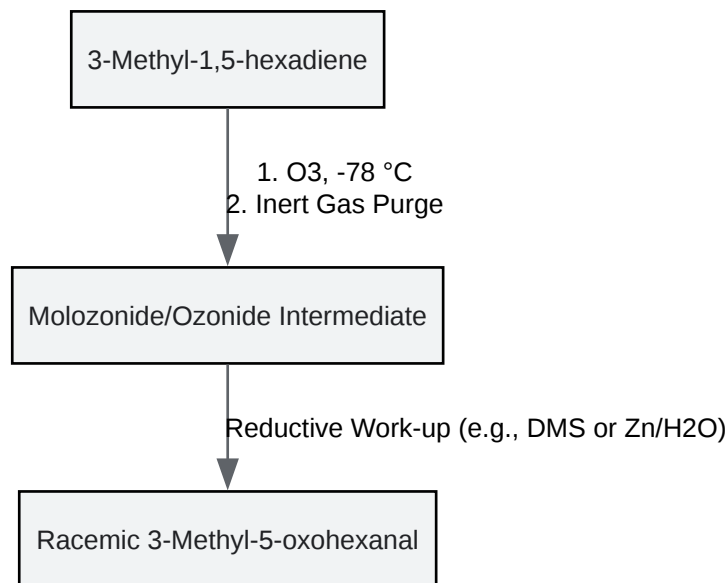 3-Methyl-1,5-hexadiene
1. O3, -78 °C
2. Inert Gas Purge
Molozonide/Ozonide Intermediate
Reductive Work-up (e.g., DMS or Zn/H2O)
Racemic 3-Methyl-5-oxohexanal